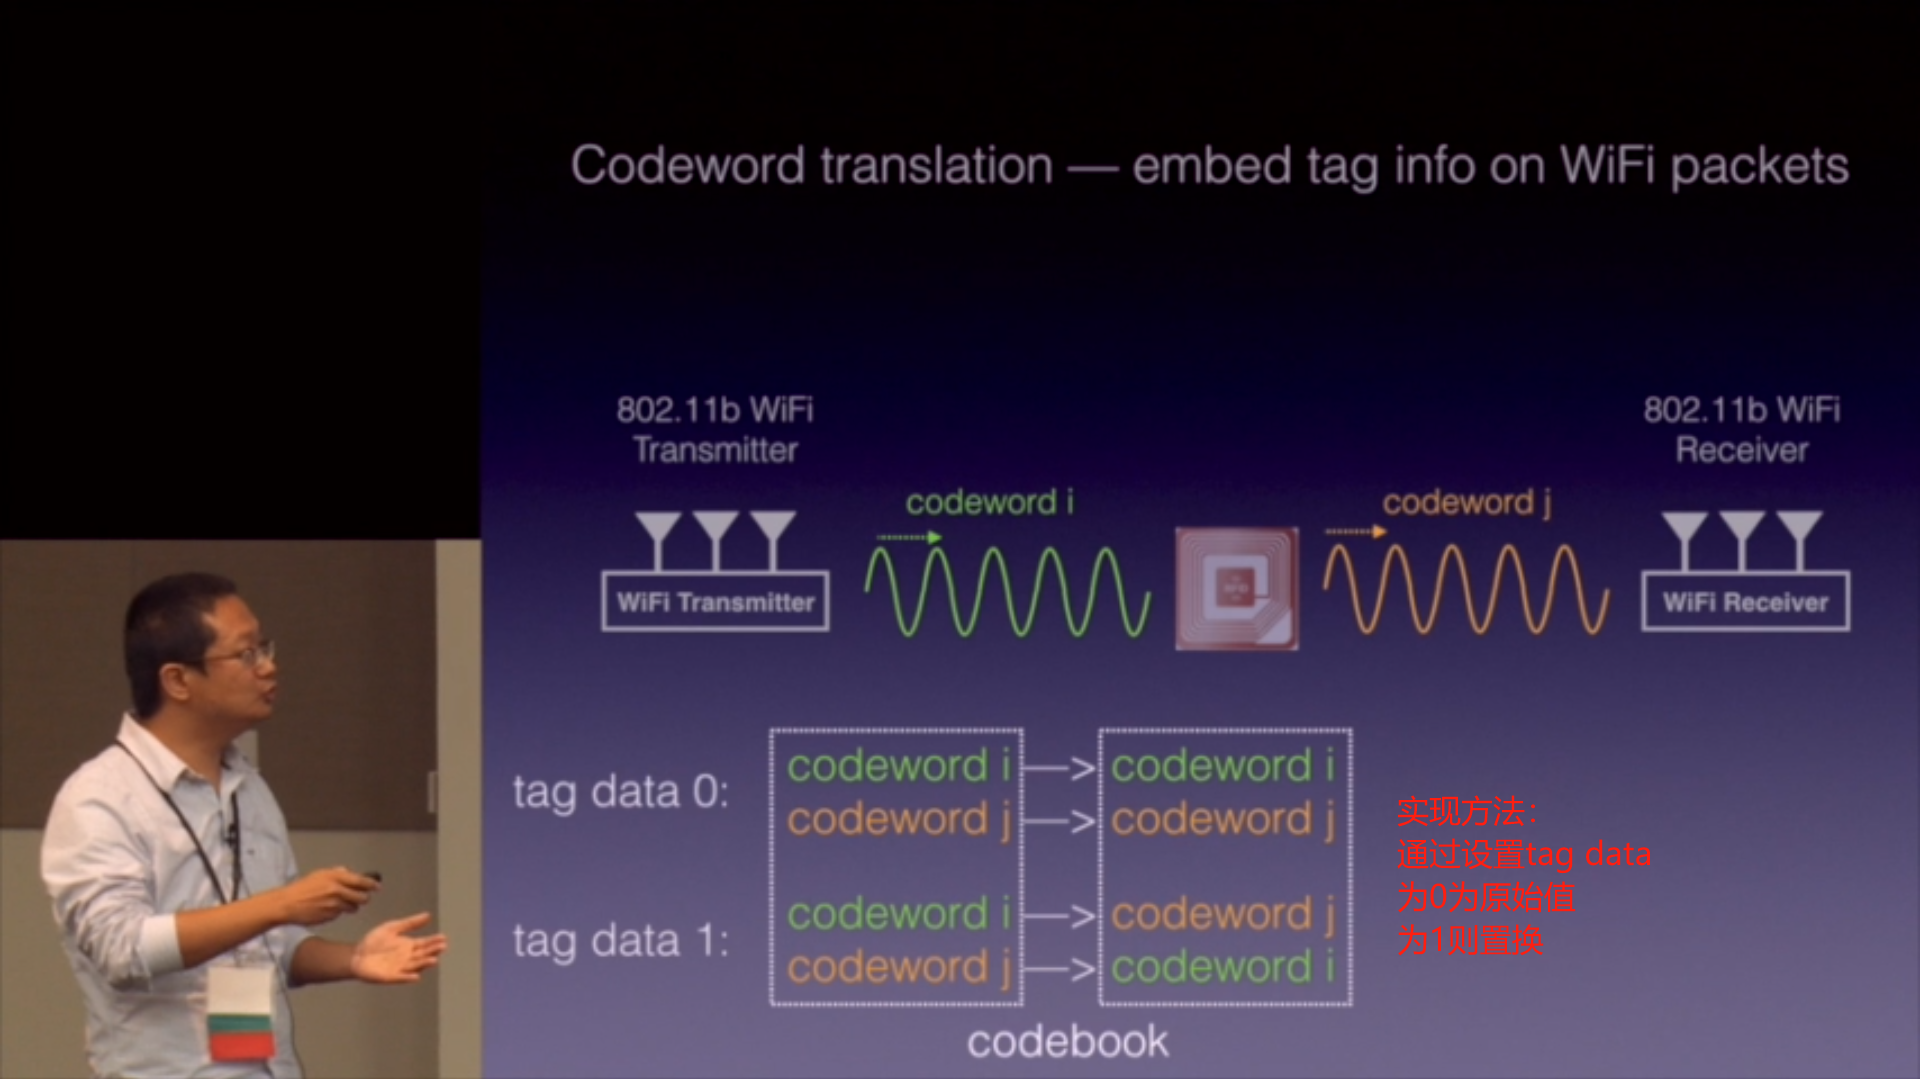 Codeword translation — embed tag info on WiFi packets
802.11b WiFi
Transmitter
802.11b WiFi
Receiver
codeword i
codeword j
WiFi Transmitter
WiFi Receiver
tag data 0:
codeword i —> codeword i
codeword j —> codeword j
tag data 1:
codeword i —> codeword j
codeword j —> codeword i
codebook
实现方法：
通过设置tag data
为0为原始值
为1则置换